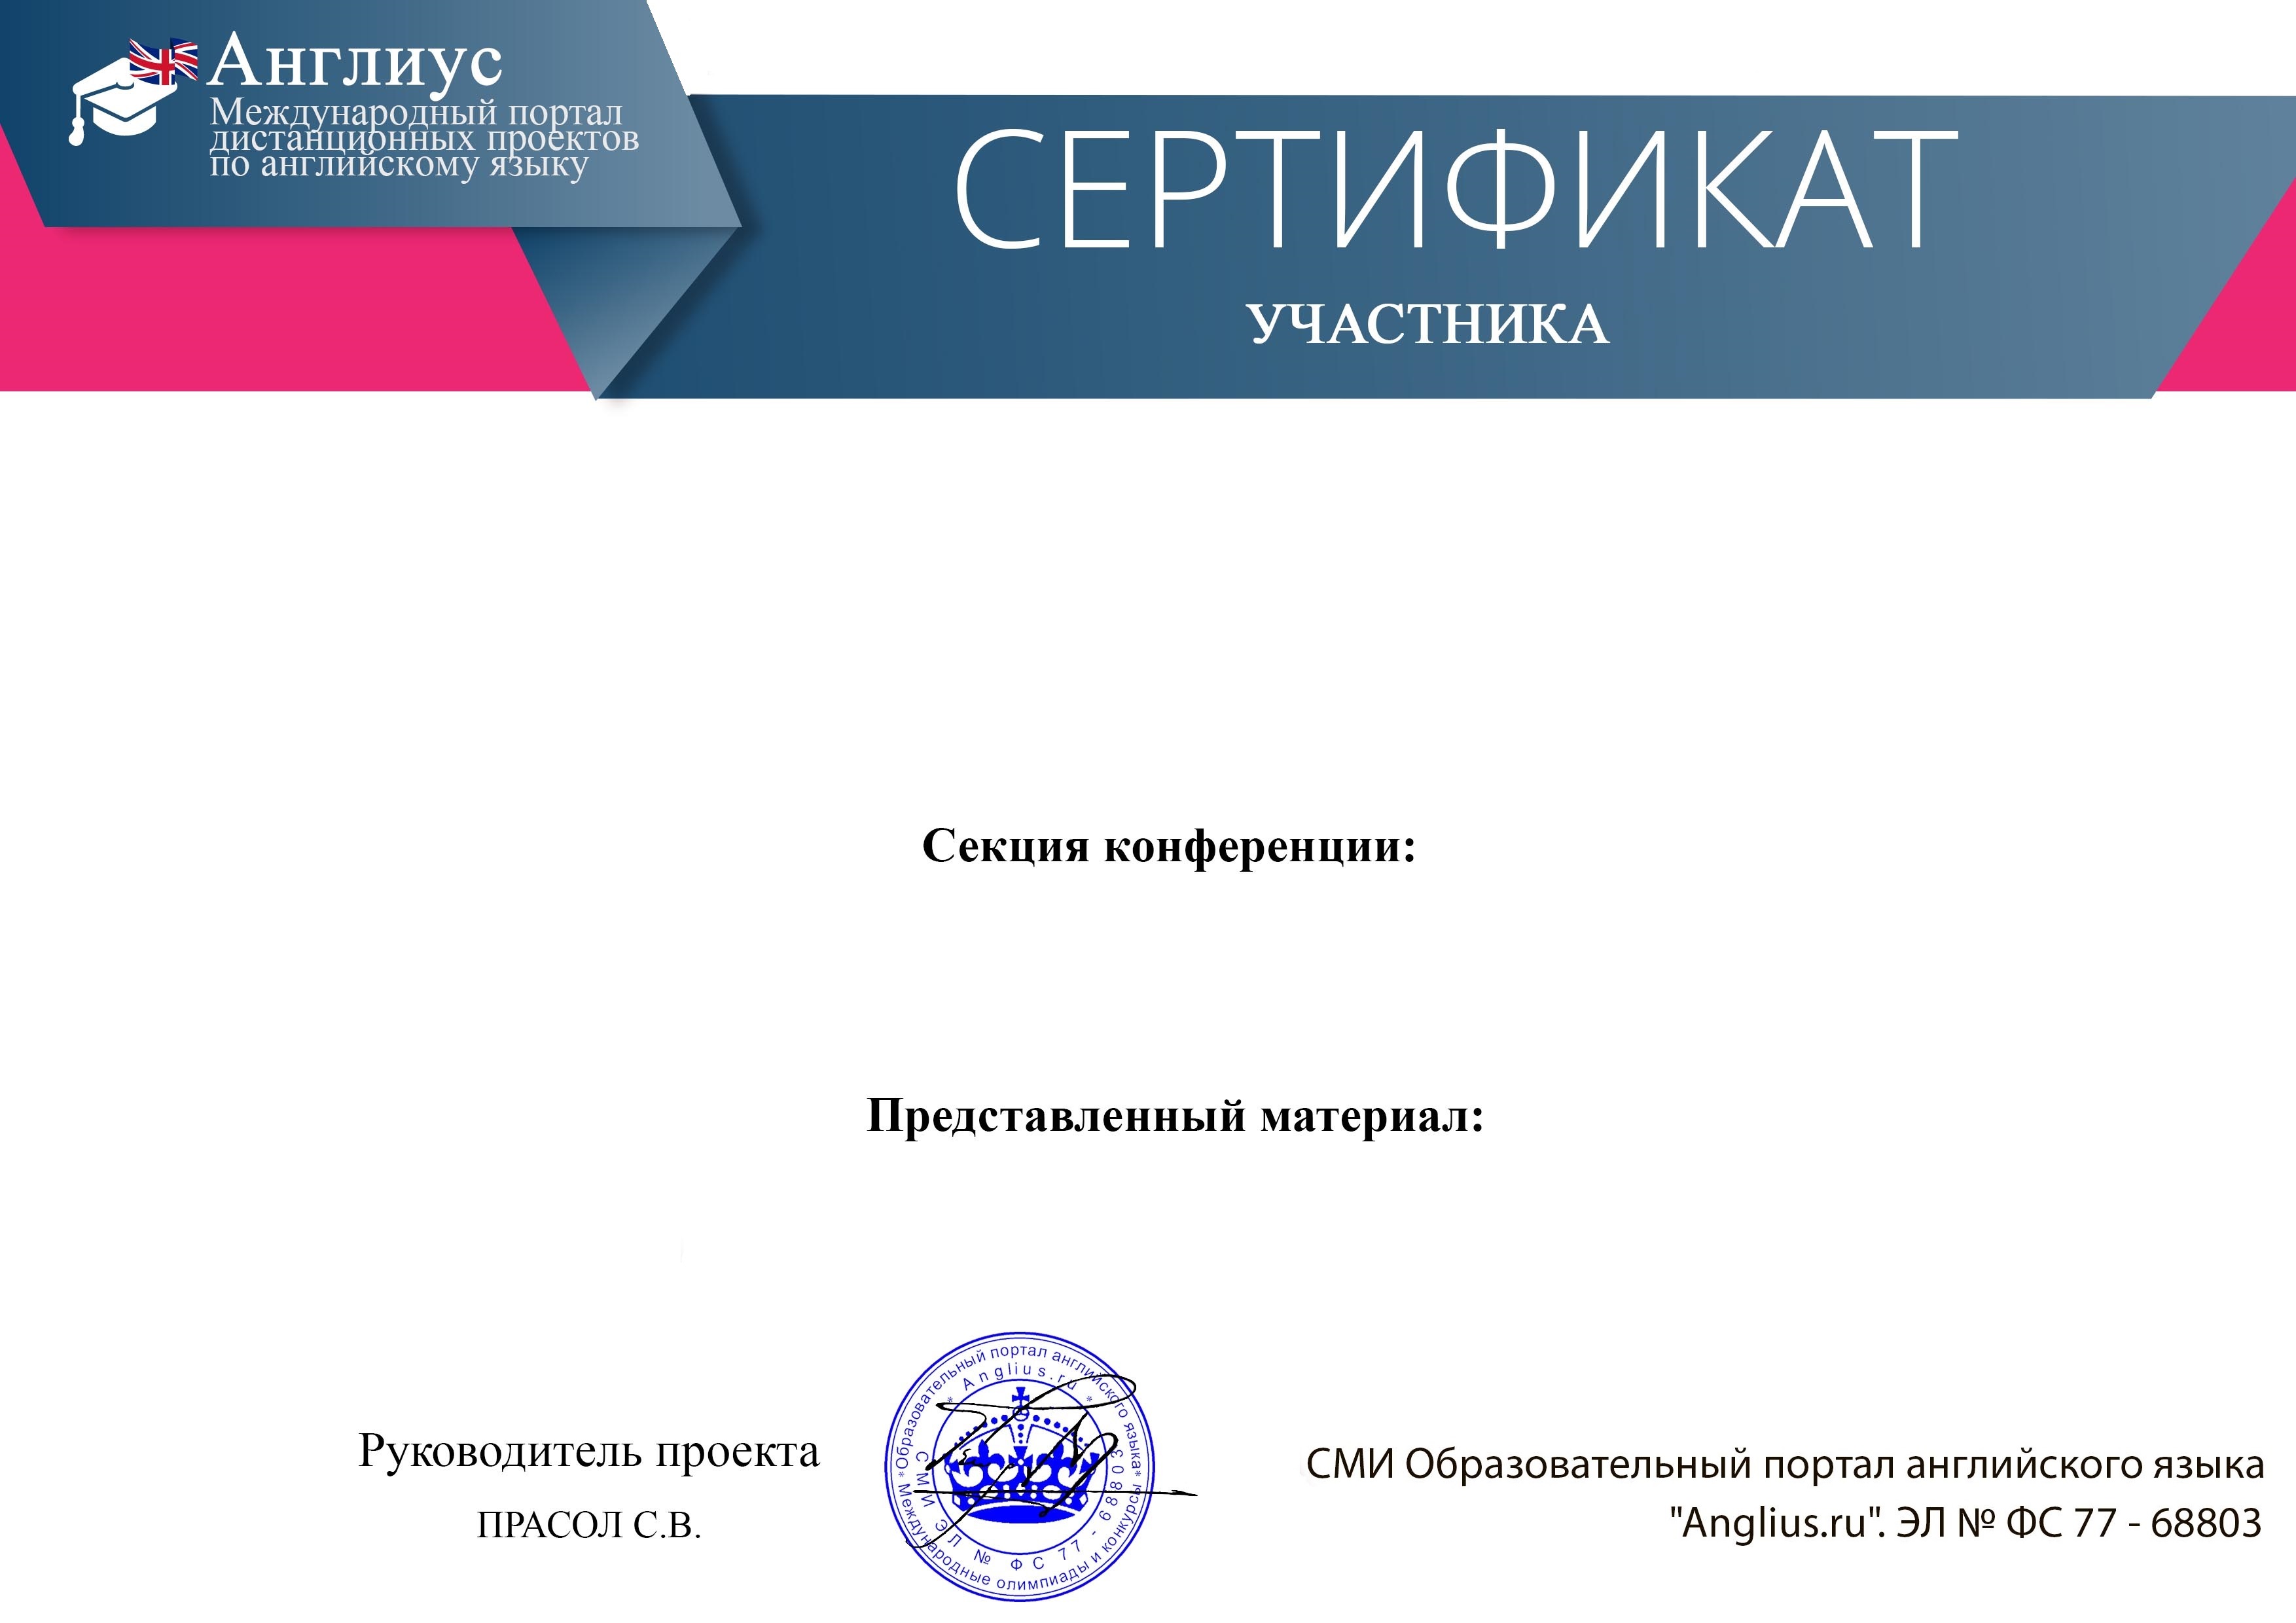 Англиус
Международный портал
дистанционных проектов
по английскому языку
СЕРТИФИКАТ
УЧАСТНИКА
Секция конференции:
Представленный материал:
Руководитель проекта
ПРАСОЛ С.В.
*Образовательный портал английского языка*
Международные олимпиады и конкурсы
* Anglius.ru *
СМИ ЭЛ № ФС 77 - 68803
СМИ Образовательный портал английского языка
"Anglius.ru". ЭЛ № ФС 77 - 68803